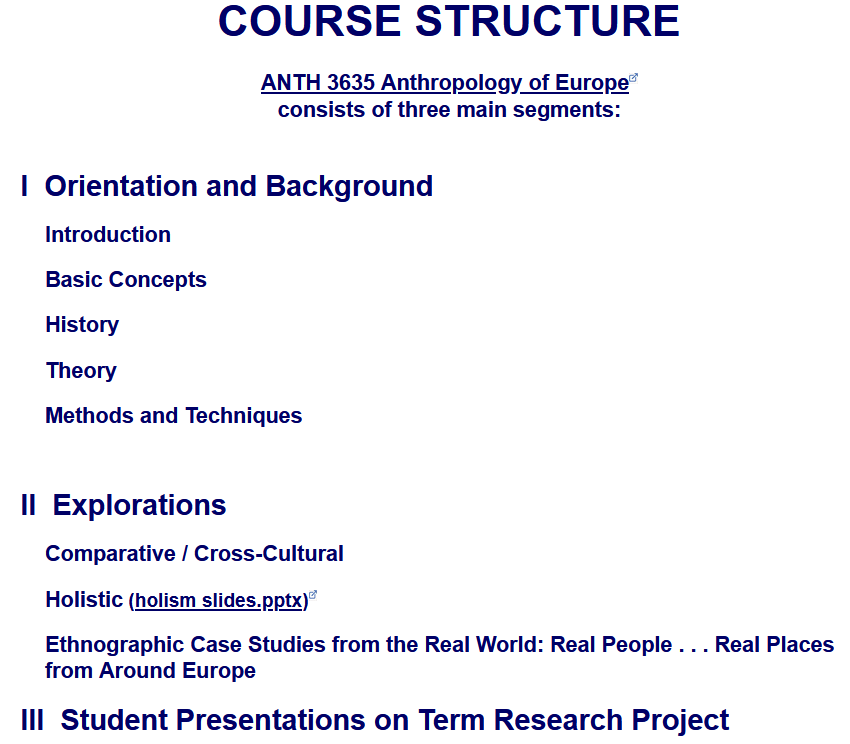 COURSE STRUCTURE
ANTH 3635 Anthropology of Europe
consists of three main segments:
I Orientation and Background
Introduction
Basic Concepts
History
Theory
Methods and Techniques
II Explorations
Comparative / Cross-Cultural
Holistic (holism slides.pptx)
Ethnographic Case Studies from the Real World: Real People . . . Real Places
from Around Europe
III Student Presentations on Term Research Project